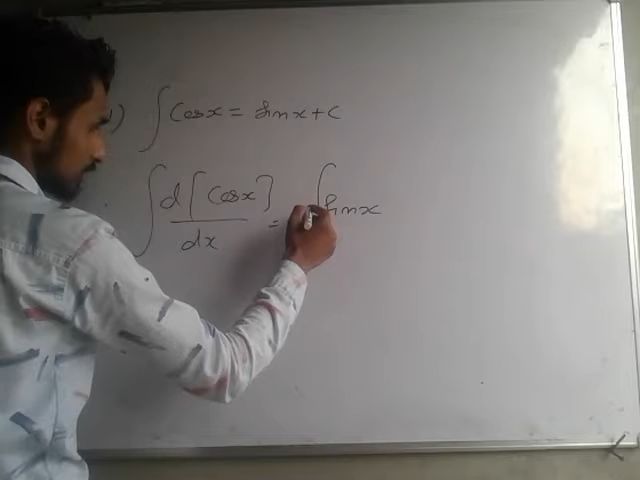 1) ∫ Cosx = sinx + c
∫ d[Cosx]/dx = ∫ sinx